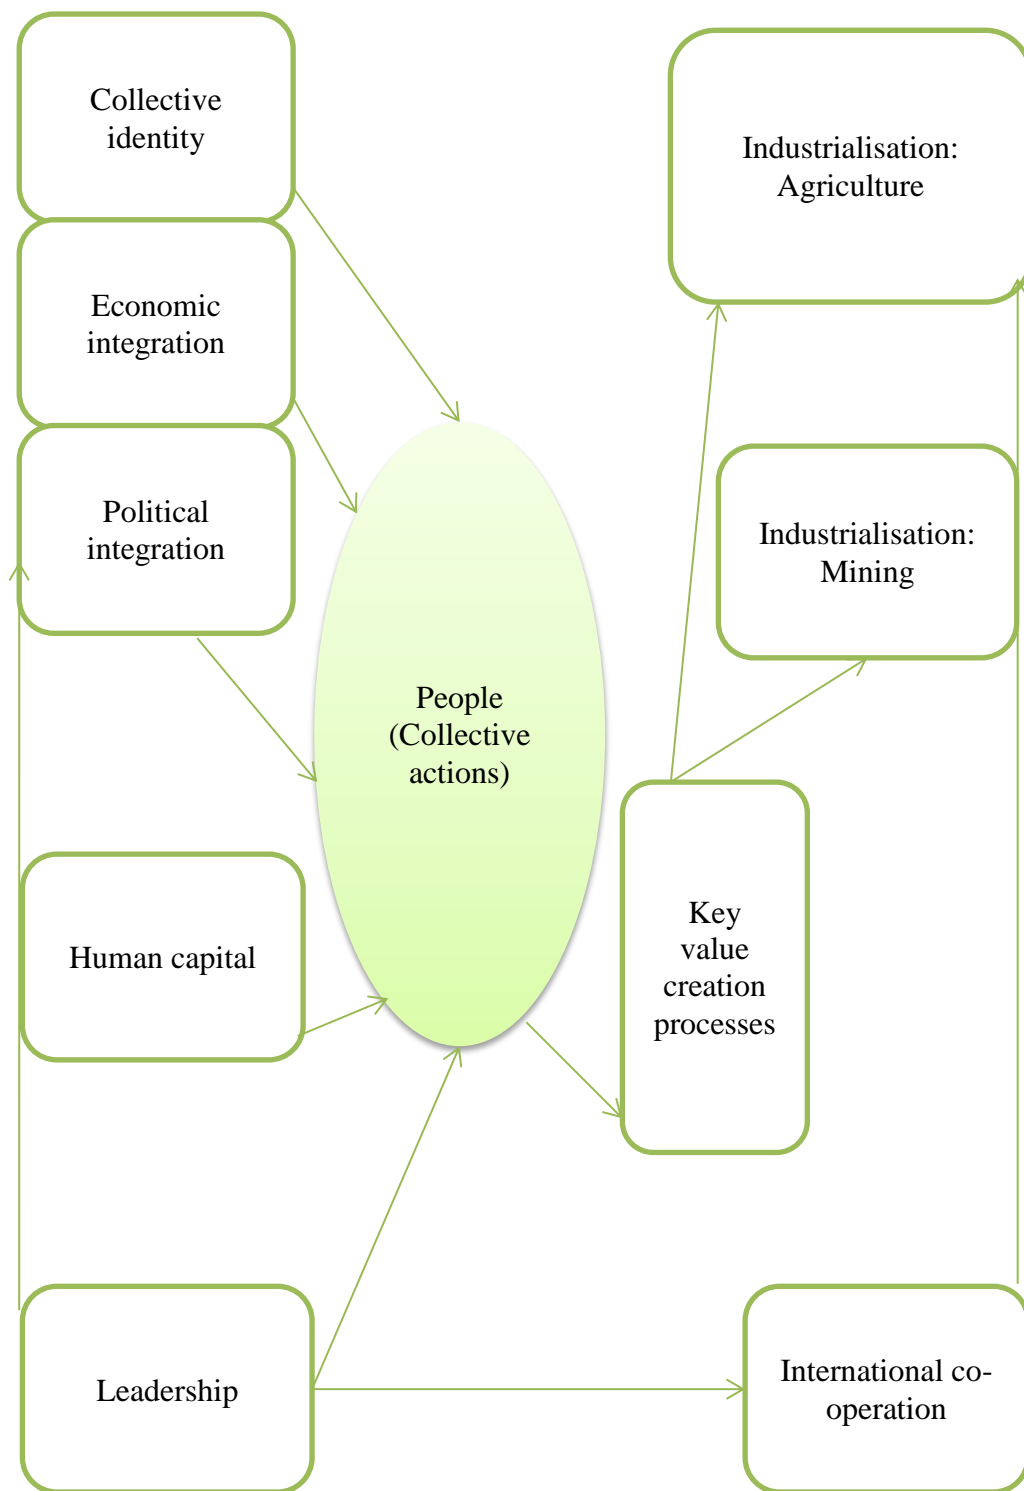 Collective
identity
Industrialisation:
Agriculture
Economic
integration
Political
integration
Industrialisation:
Mining
People
(Collective
actions)
Human capital
Key
value
creation
processes
Leadership
International co-
operation